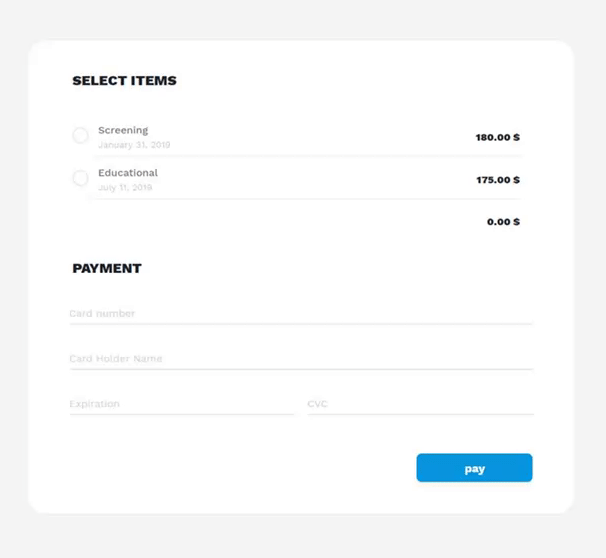 SELECT ITEMS
Screening
January 31, 2019
180.00 $
Educational
July 11, 2019
175.00 $
0.00 $
PAYMENT
Card number
Card Holder Name
Expiration
CVC
pay